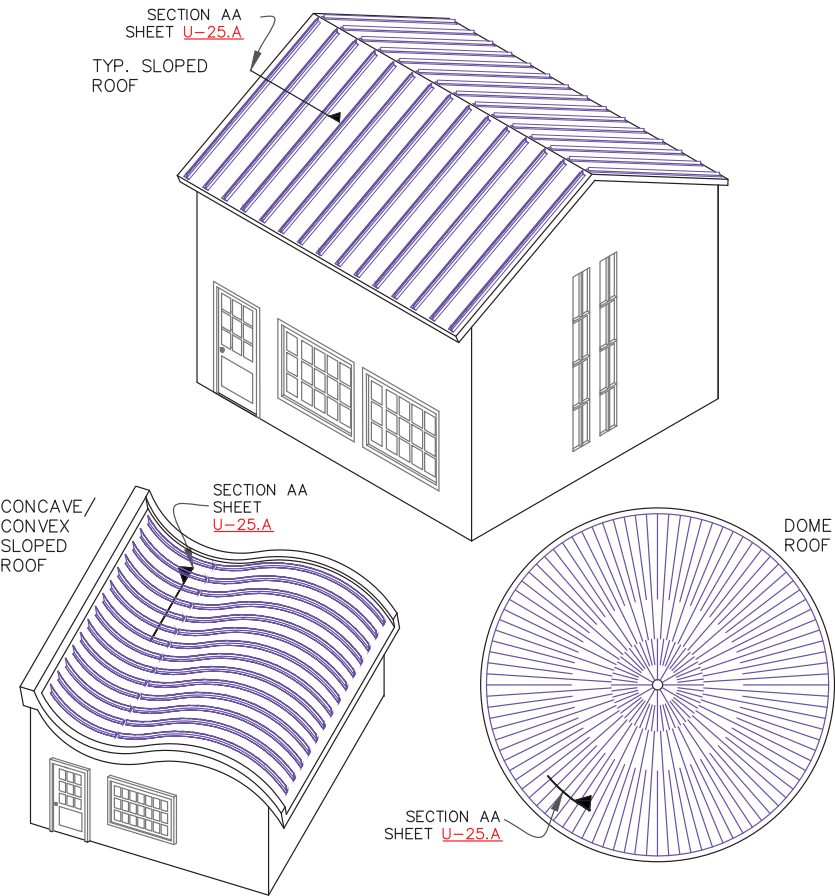 SECTION AA
SHEET U-25.A
TYP. SLOPED
ROOF
CONCAVE/
CONVEX
SLOPED
ROOF
SECTION AA
SHEET
U-25.A
DOME
ROOF
SECTION AA
SHEET U-25.A